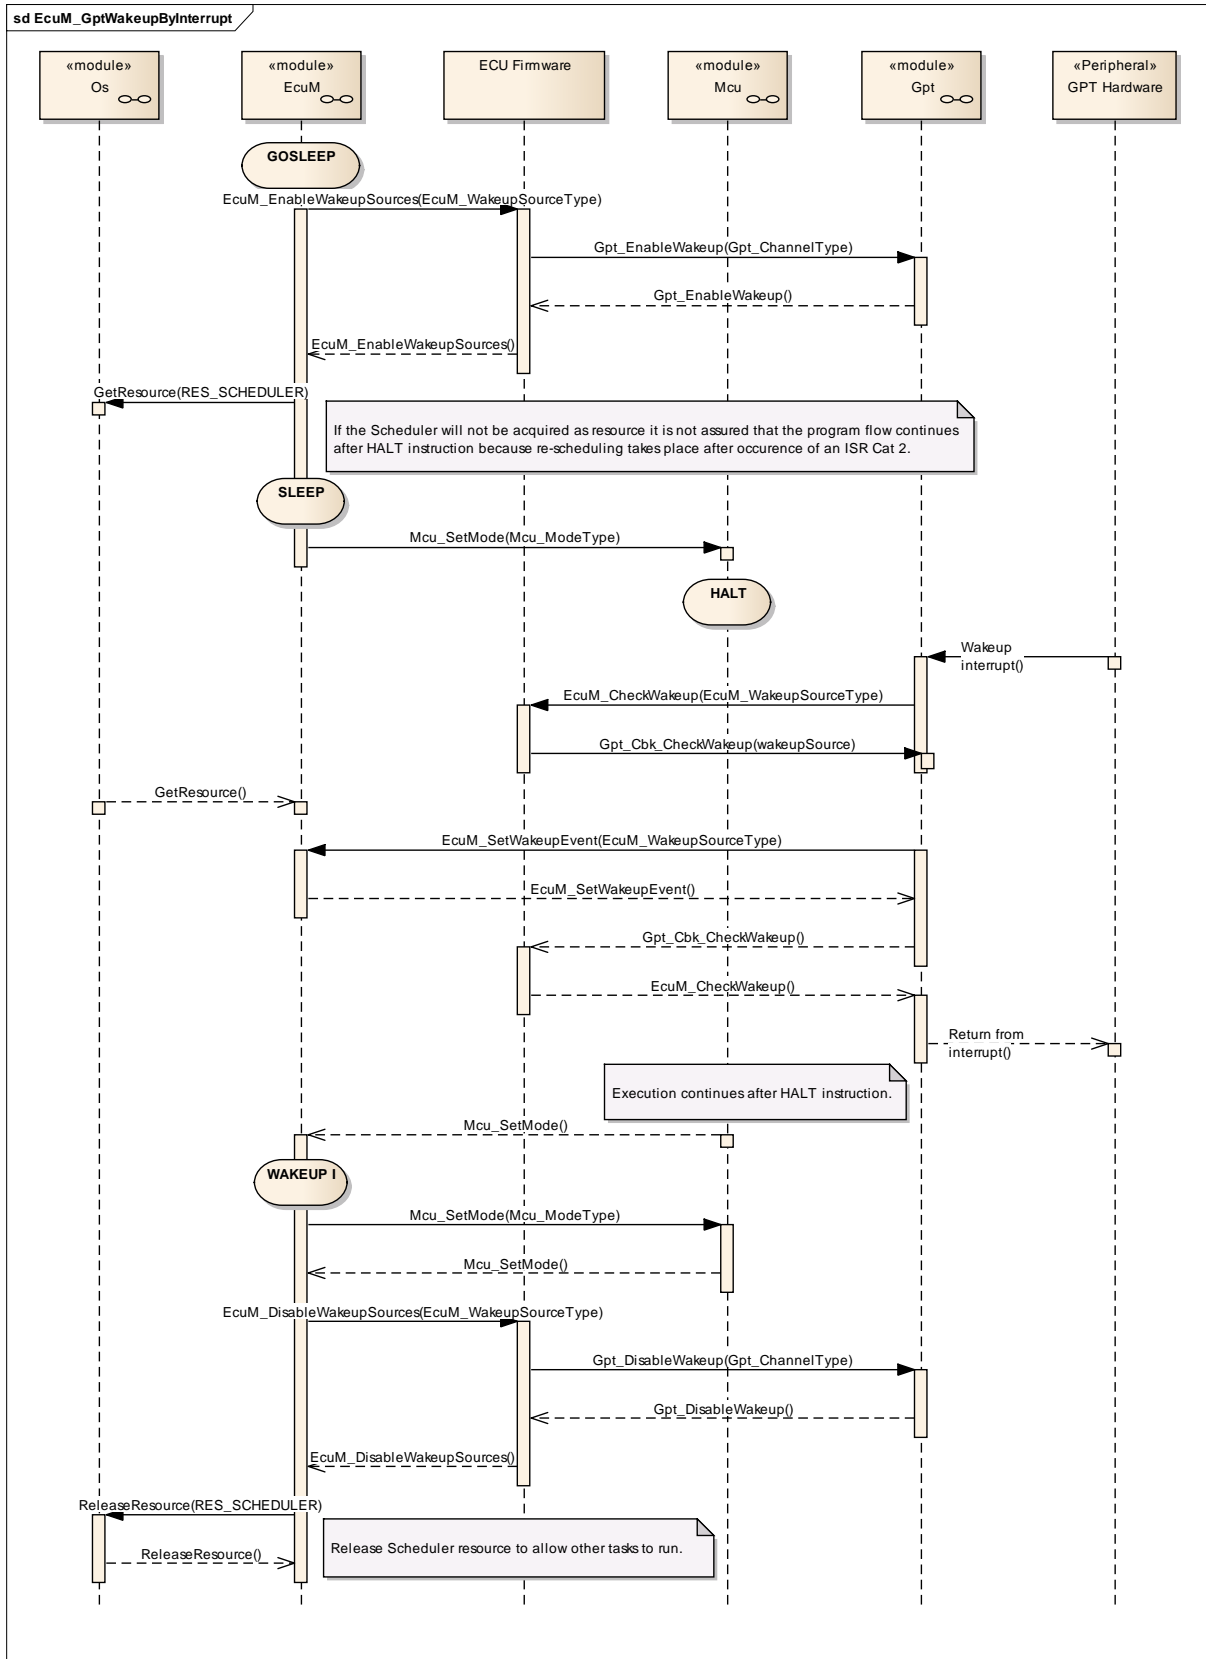 sd EcuM_GptWakeupByInterrupt
«module»
Os
«module»
EcuM
ECU Firmware
«module»
Mcu
«module»
Gpt
«Peripheral»
GPT Hardware
GOSLEEP
EcuM_EnableWakeupSources(EcuM_WakeupSourceType)
Gpt_EnableWakeup(Gpt_ChannelType)
Gpt_EnableWakeup()
EcuM_EnableWakeupSources()
GetResource(RES_SCHEDULER)
If the Scheduler will not be acquired as resource it is not assured that the program flow continues
after HALT instruction because re-scheduling takes place after occurence of an ISR Cat 2.
SLEEP
Mcu_SetMode(Mcu_ModeType)
HALT
Wakeup
interrupt()
EcuM_CheckWakeup(EcuM_WakeupSourceType)
Gpt_Cbk_CheckWakeup(wakeupSource)
GetResource()
EcuM_SetWakeupEvent(EcuM_WakeupSourceType)
EcuM_SetWakeupEvent()
Gpt_Cbk_CheckWakeup()
EcuM_CheckWakeup()
Return from
interrupt()
Execution continues after HALT instruction.
Mcu_SetMode()
WAKEUP I
Mcu_SetMode(Mcu_ModeType)
Mcu_SetMode()
EcuM_DisableWakeupSources(EcuM_WakeupSourceType)
Gpt_DisableWakeup(Gpt_ChannelType)
Gpt_DisableWakeup()
EcuM_DisableWakeupSources()
ReleaseResource(RES_SCHEDULER)
Release Scheduler resource to allow other tasks to run.
ReleaseResource()